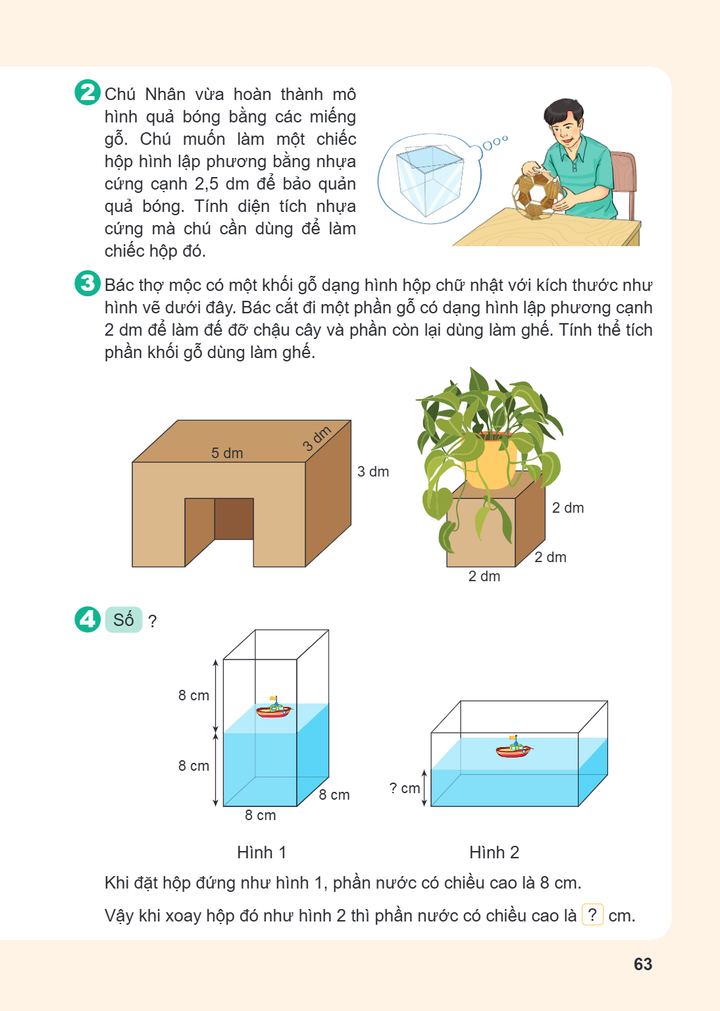 2 Chú Nhân vừa hoàn thành mô
hình quả bóng bằng các miếng
gỗ. Chú muốn làm một chiếc
hộp hình lập phương bằng nhựa
cứng cạnh 2,5 dm để bảo quản
quả bóng. Tính diện tích nhựa
cứng mà chú cần dùng để làm
chiếc hộp đó.
3 Bác thợ mộc có một khối gỗ dạng hình hộp chữ nhật với kích thước như
hình vẽ dưới đây. Bác cắt đi một phần gỗ có dạng hình lập phương cạnh
2 dm để làm đế đỡ chậu cây và phần còn lại dùng làm ghế. Tính thể tích
phần khối gỗ dùng làm ghế.
5 dm
3 dm
3 dm
2 dm
2 dm
2 dm
4 Số ?
8 cm
8 cm
8 cm
8 cm
? cm
Hình 1
Hình 2
Khi đặt hộp đứng như hình 1, phần nước có chiều cao là 8 cm.
Vậy khi xoay hộp đó như hình 2 thì phần nước có chiều cao là ? cm.
63